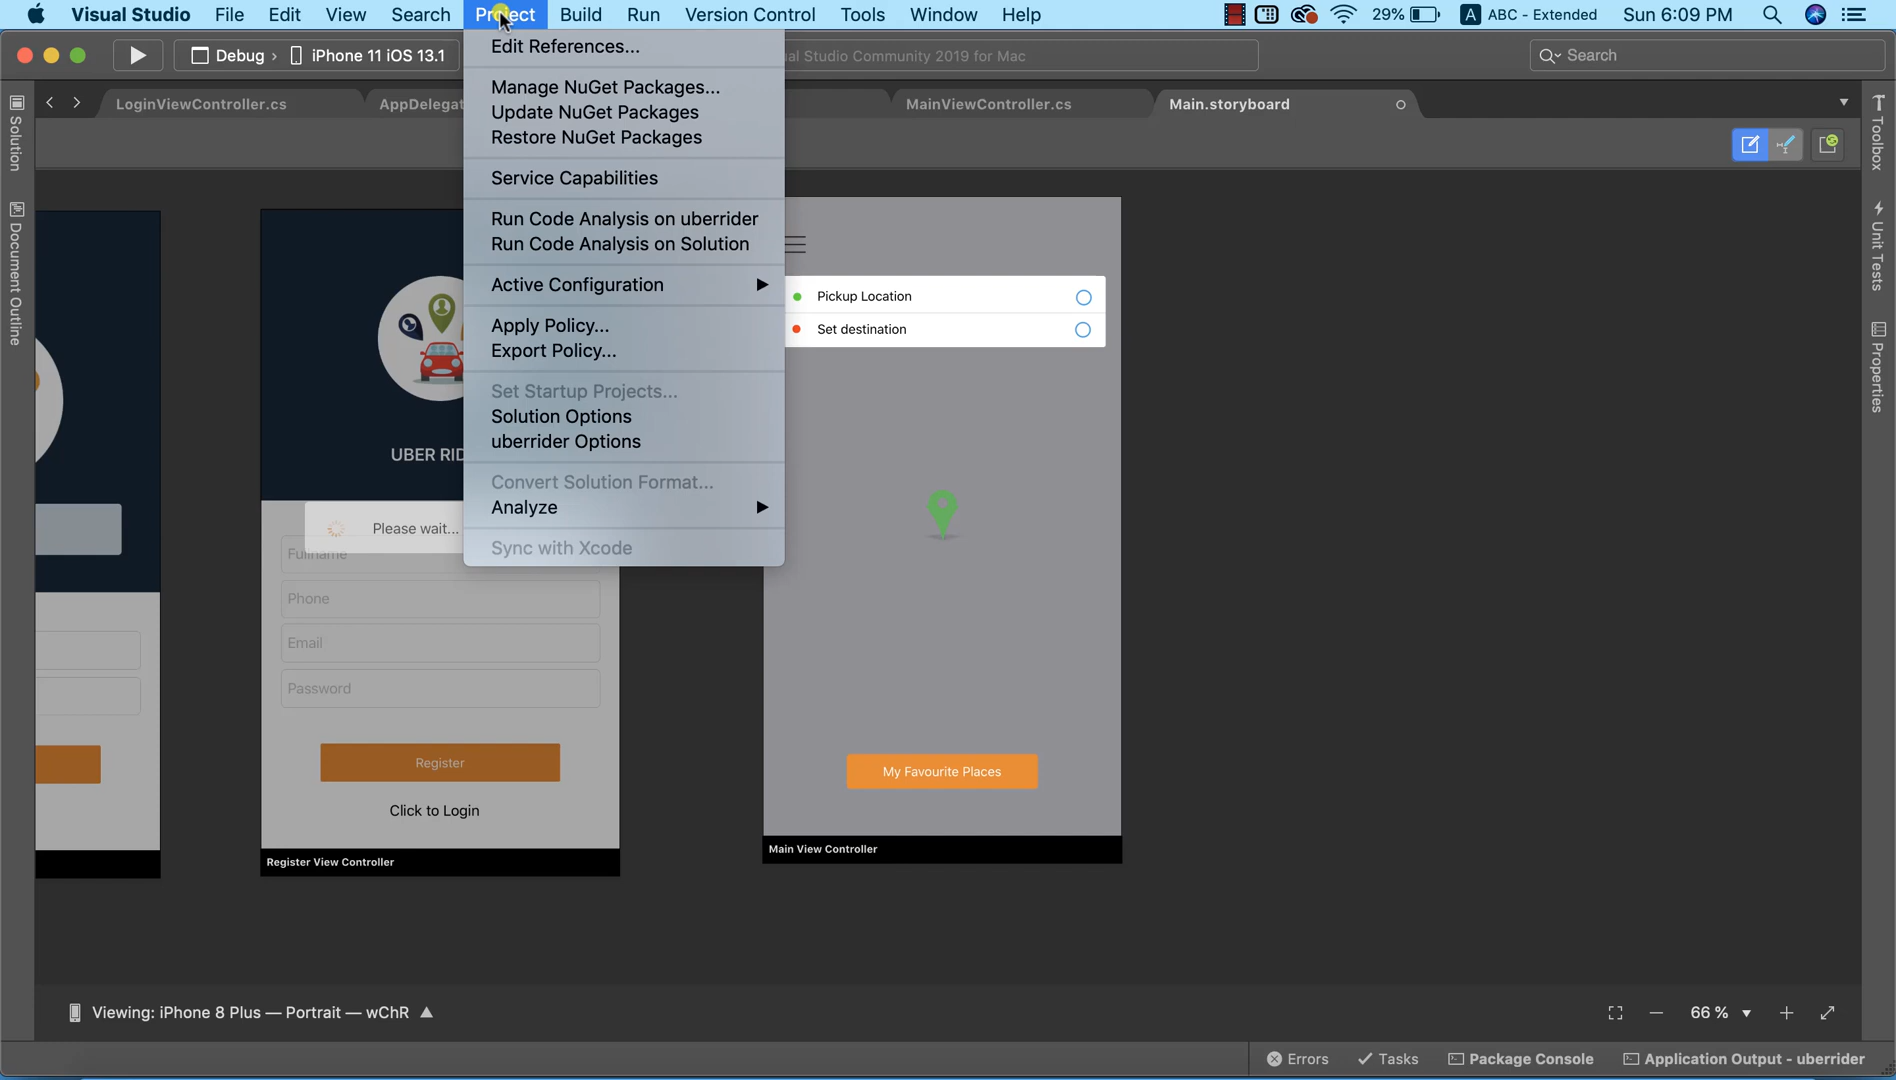 Visual Studio File Edit View Search Project Build Run Version Control Tools Window Help 29% A ABC - Extended Sun 6:09 PM
Debug › iPhone 11 iOS 13.1
Studio Community 2019 for Mac
Search
LoginViewController.cs
AppDelegat
MainViewController.cs
Main.storyboard
Solution
Document Outline
Edit References...
Manage NuGet Packages...
Update NuGet Packages
Restore NuGet Packages
Service Capabilities
Run Code Analysis on uberrider
Run Code Analysis on Solution
Active Configuration
Apply Policy...
Export Policy...
Set Startup Projects...
Solution Options
uberrider Options
Convert Solution Format...
Analyze
Sync with Xcode
UBER RID
Please wait...
Fullname
Phone
Email
Password
Register
Click to Login
Register View Controller
Pickup Location
Set destination
My Favourite Places
Main View Controller
Toolbox
Unit Tests
Properties
Viewing: iPhone 8 Plus — Portrait — wChR
66 %
Errors
Tasks
Package Console
Application Output - uberrider